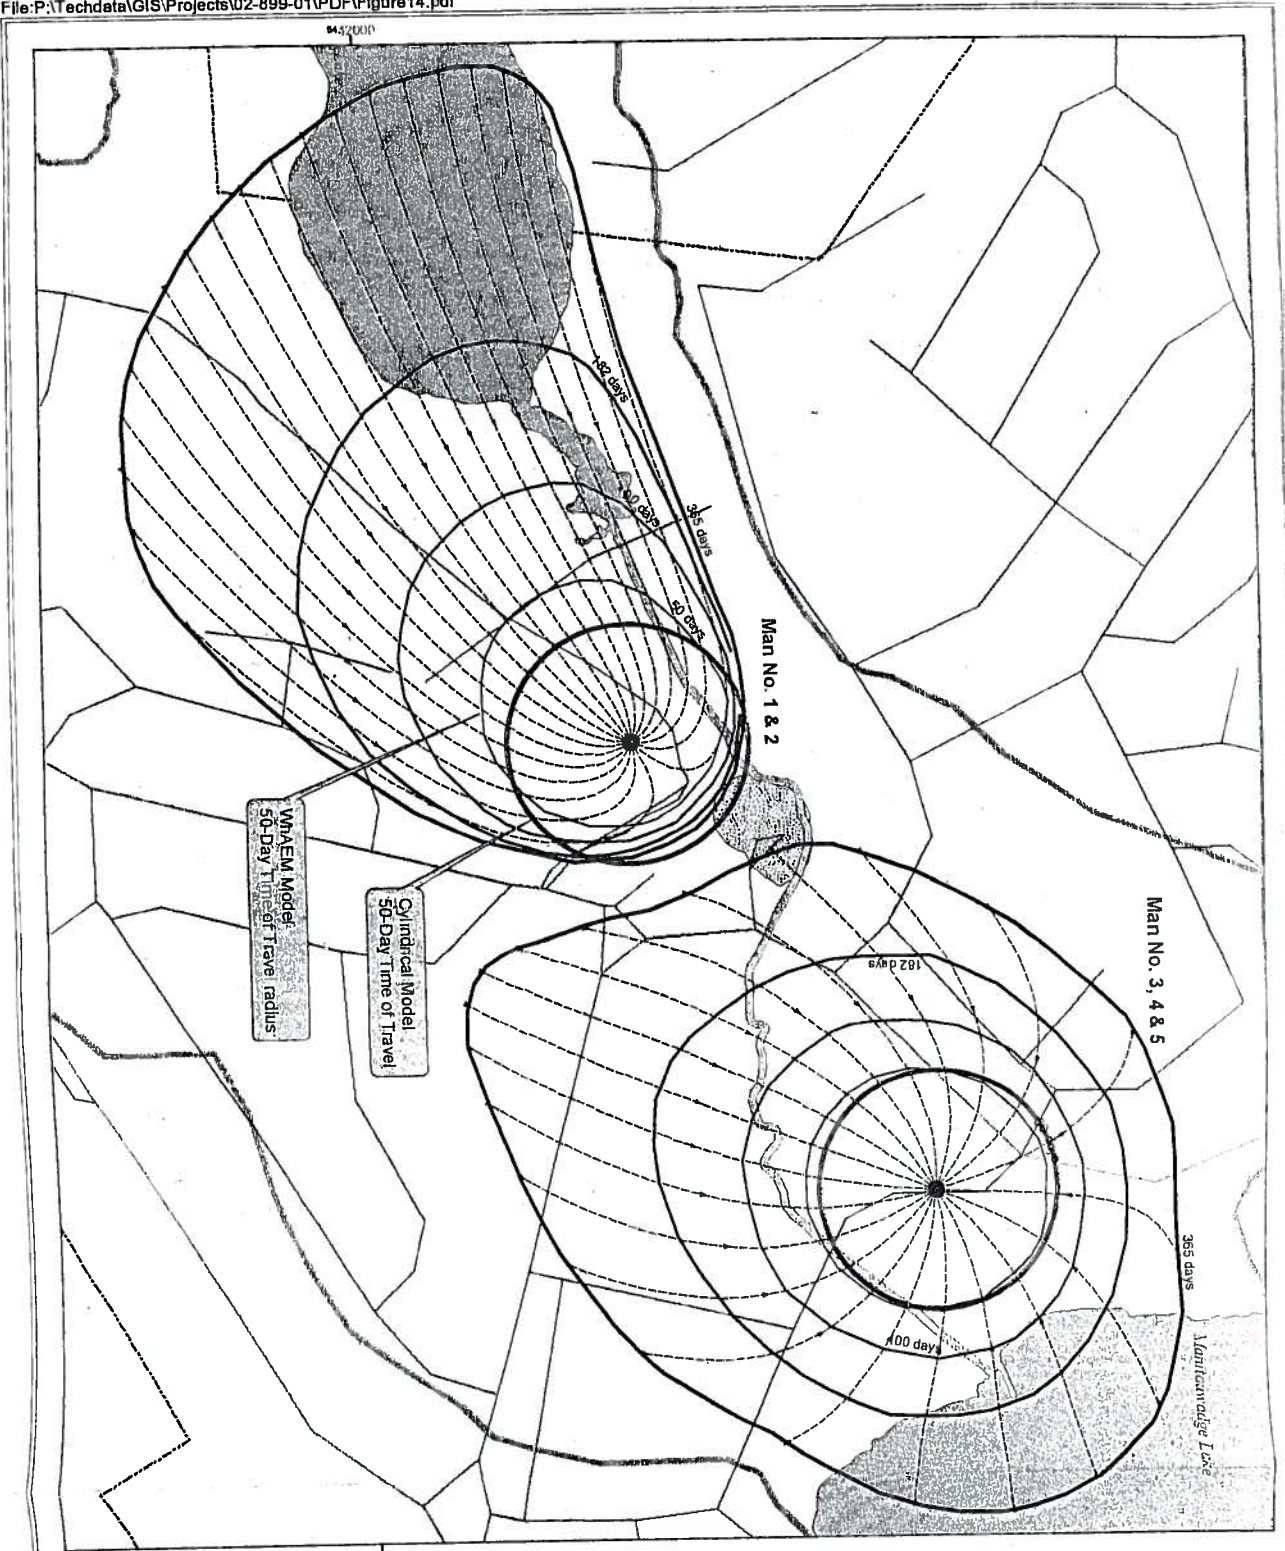 File:P:\Techdata\GIS\Projects\02-899-01\PDF\Figure14.pdf
182 days
365 days
50 days
Man No. 1 & 2
WhAEM Model
50-Day Time of Travel radius
Cylindrical Model
50-Day Time of Travel
182 days
Man No. 3, 4 & 5
365 days
100 days
Manitouwadge Lake